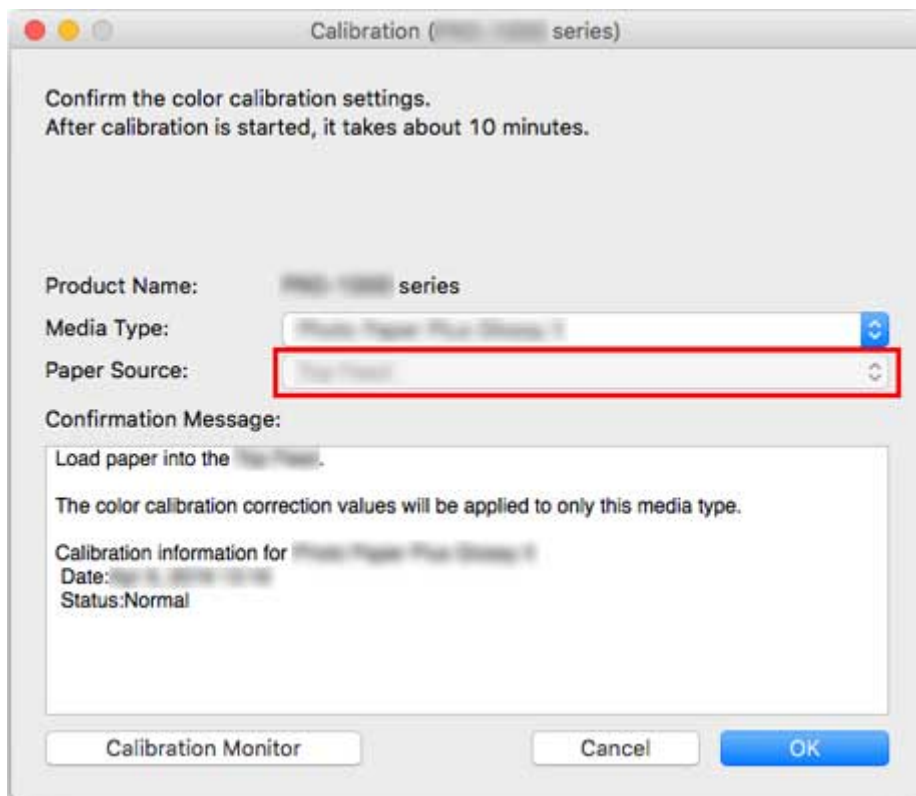 Calibration ( series)
Confirm the color calibration settings.
After calibration is started, it takes about 10 minutes.
Product Name: series
Media Type:
Paper Source:
Confirmation Message:
Load paper into the .
The color calibration correction values will be applied to only this media type.
Calibration information for
Date:
Status:Normal
Calibration Monitor Cancel OK